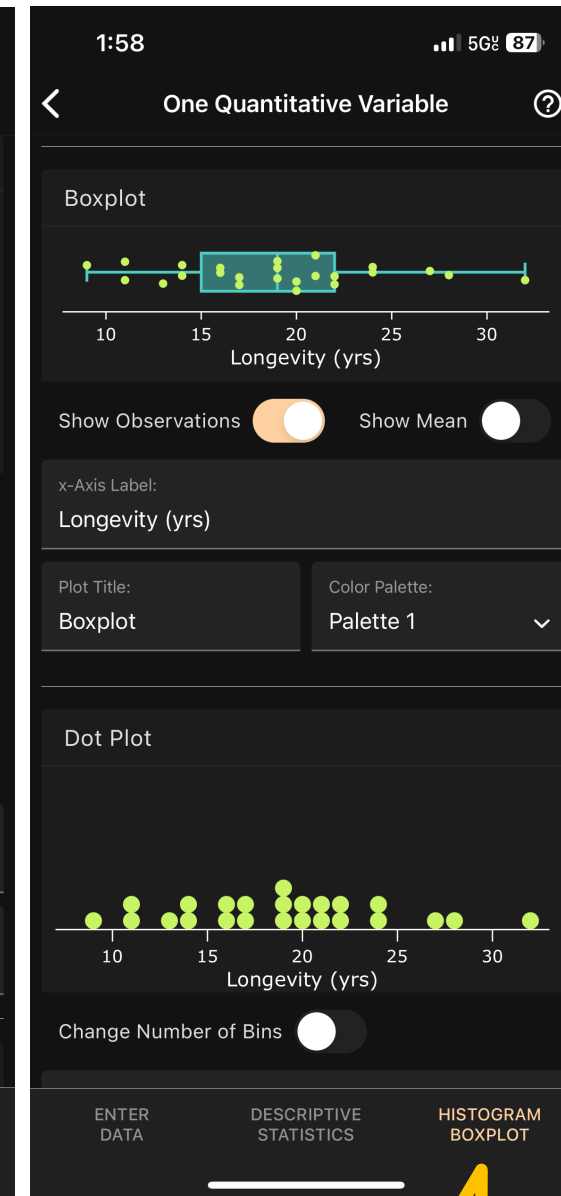 1:58
5G 87
One Quantitative Variable
Boxplot
10 15 20 25 30
Longevity (yrs)
Show Observations Show Mean
x-Axis Label:
Longevity (yrs)
Plot Title: Color Palette:
Boxplot Palette 1
Dot Plot
10 15 20 25 30
Longevity (yrs)
Change Number of Bins
ENTER DESCRIPTIVE HISTOGRAM
DATA STATISTICS BOXPLOT